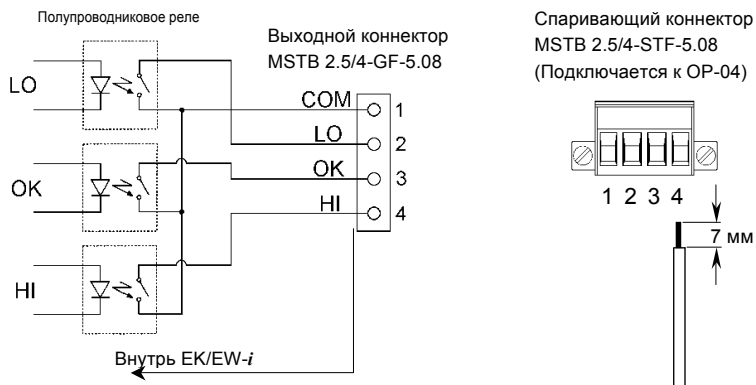 Полупроводниковое реле
Выходной коннектор
MSTB 2.5/4-GF-5.08
LO
OK
HI
COM 1
LO 2
OK 3
HI 4
Внутрь EK/EW-i
Спаривающий коннектор
MSTB 2.5/4-STF-5.08
(Подключается к OP-04)
1 2 3 4
7 мм